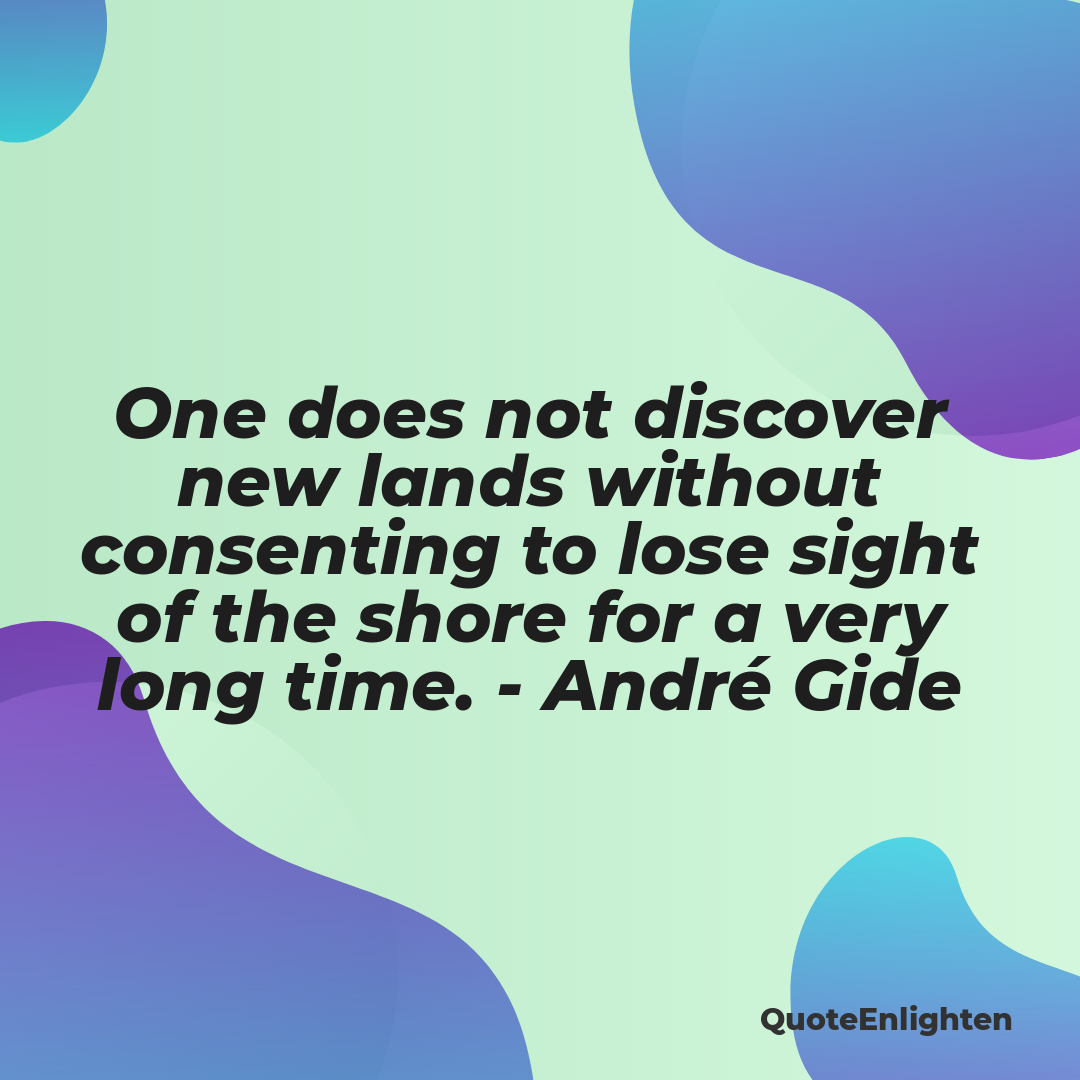 One does not discover
new lands without
consenting to lose sight
of the shore for a very
long time. - André Gide
QuoteEnlighten